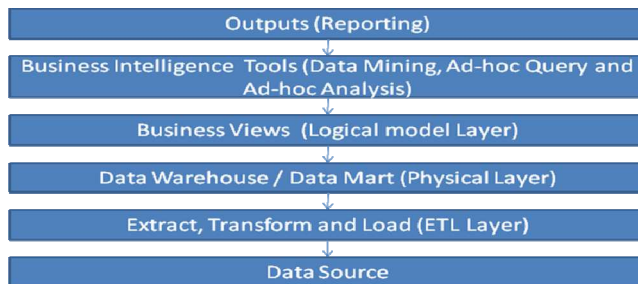 Outputs (Reporting)
Business Intelligence Tools (Data Mining, Ad-hoc Query and
Ad-hoc Analysis)
Business Views (Logical model Layer)
Data Warehouse / Data Mart (Physical Layer)
Extract, Transform and Load (ETL Layer)
Data Source